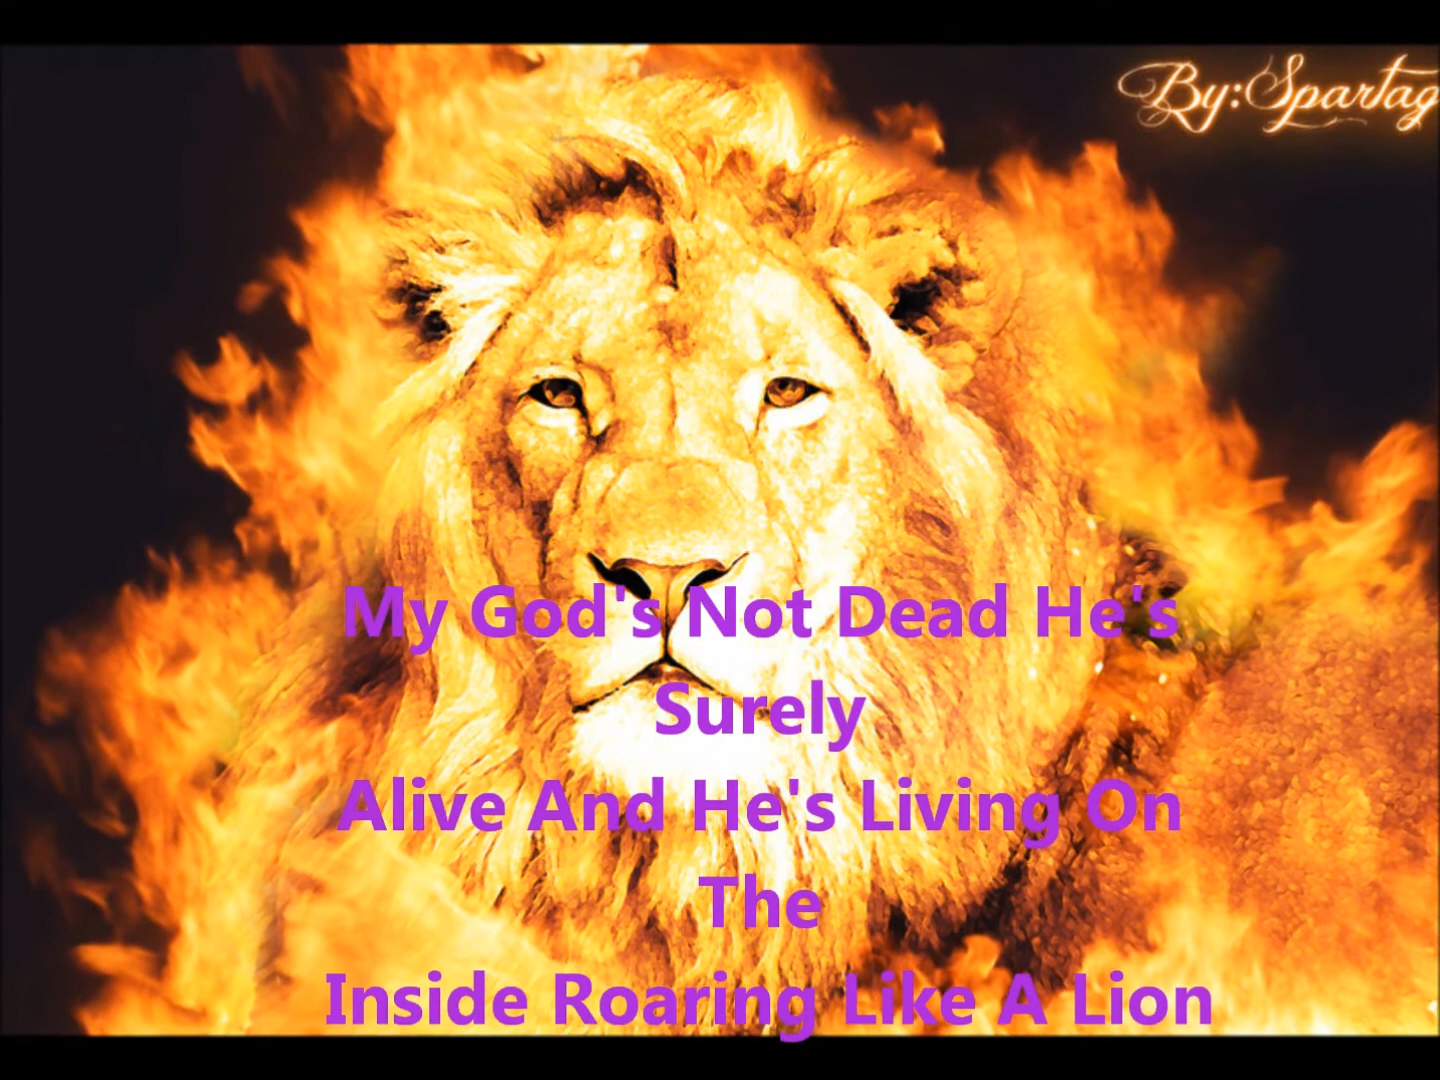 By:Spartag
My God's Not Dead He's
Surely
Alive And He's Living On
The
Inside Roaring Like A Lion